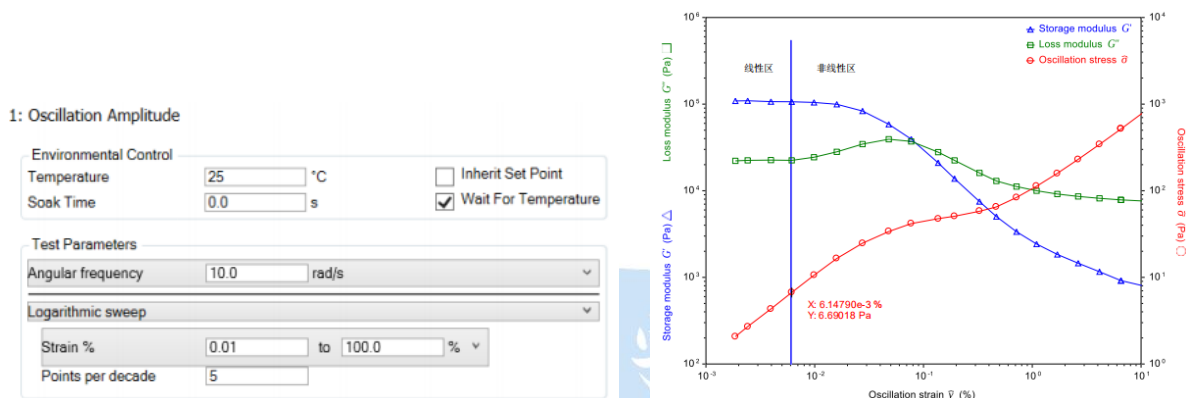 1: Oscillation Amplitude
Environmental Control
Temperature 25 °C Inherit Set Point
Soak Time 0.0 s Wait For Temperature
Test Parameters
Angular frequency 10.0 rad/s
Logarithmic sweep
Strain % 0.01 to 100.0 %
Points per decade 5
10⁶
10⁵
10⁴
10³
10²
10⁴
10³
10²
10¹
10⁰
Storage modulus G'
Loss modulus G''
Oscillation stress σ̃
线性区 非线性区
Loss modulus G'' (Pa)
Storage modulus G' (Pa)
Oscillation stress σ̃ (Pa)
X: 6.14790e-3 %
Y: 6.69018 Pa
10⁻³ 10⁻² 10⁻¹ 10⁰ 10¹
Oscillation strain γ̃ (%)